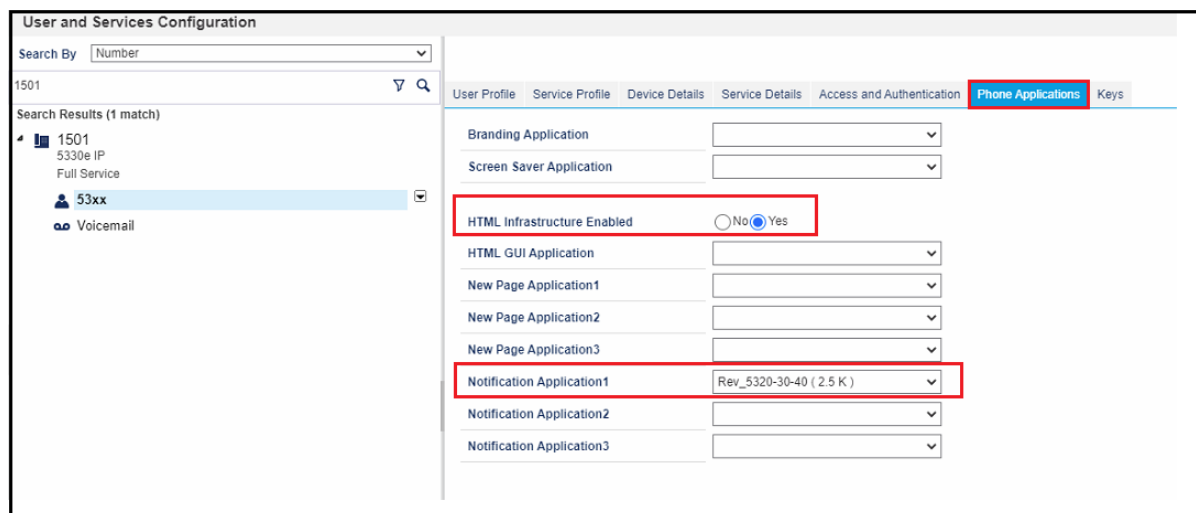 User and Services Configuration
Search By Number
1501
Search Results (1 match)
1501
5330e IP
Full Service
53xx
Voicemail
User Profile Service Profile Device Details Service Details Access and Authentication Phone Applications Keys
Branding Application
Screen Saver Application
HTML Infrastructure Enabled No Yes
HTML GUI Application
New Page Application1
New Page Application2
New Page Application3
Notification Application1 Rev_5320-30-40 ( 2.5 K )
Notification Application2
Notification Application3